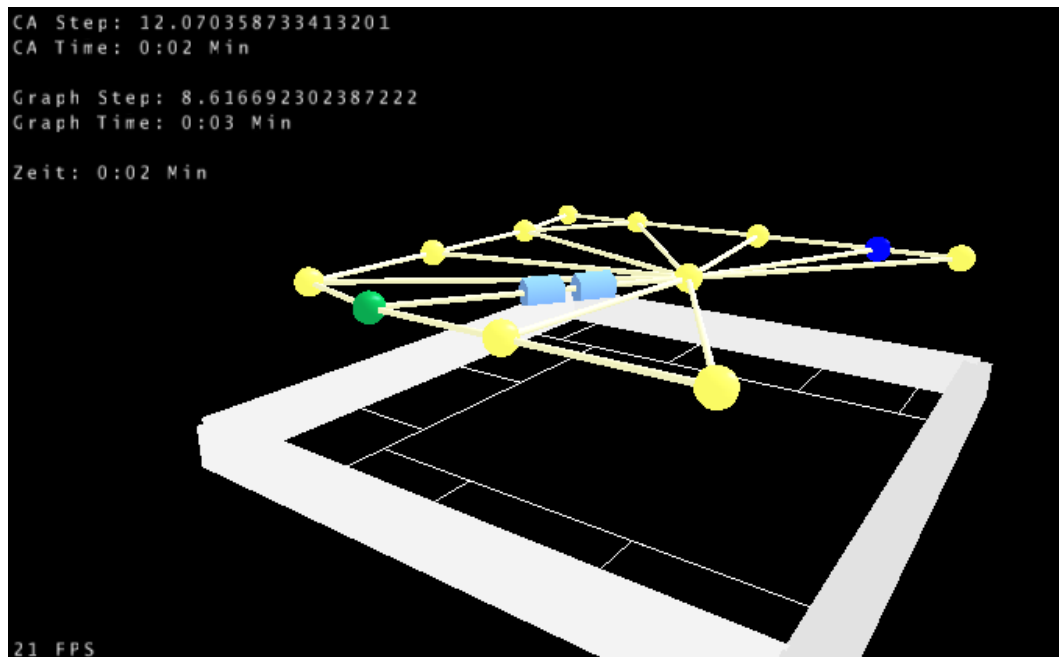 CA Step: 12.070358733413201
CA Time: 0:02 Min
Graph Step: 8.616692302387222
Graph Time: 0:03 Min
Zeit: 0:02 Min
21 FPS